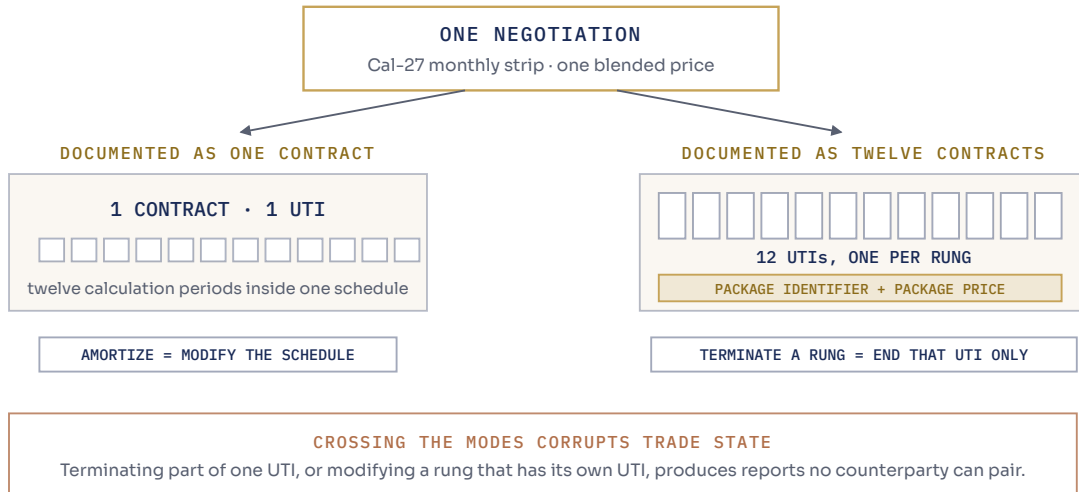 ONE NEGOTIATION
Cal-27 monthly strip · one blended price
DOCUMENTED AS ONE CONTRACT
1 CONTRACT · 1 UTI
twelve calculation periods inside one schedule
AMORTIZE = MODIFY THE SCHEDULE
DOCUMENTED AS TWELVE CONTRACTS
12 UTIs, ONE PER RUNG
PACKAGE IDENTIFIER + PACKAGE PRICE
TERMINATE A RUNG = END THAT UTI ONLY
CROSSING THE MODES CORRUPTS TRADE STATE
Terminating part of one UTI, or modifying a rung that has its own UTI, produces reports no counterparty can pair.